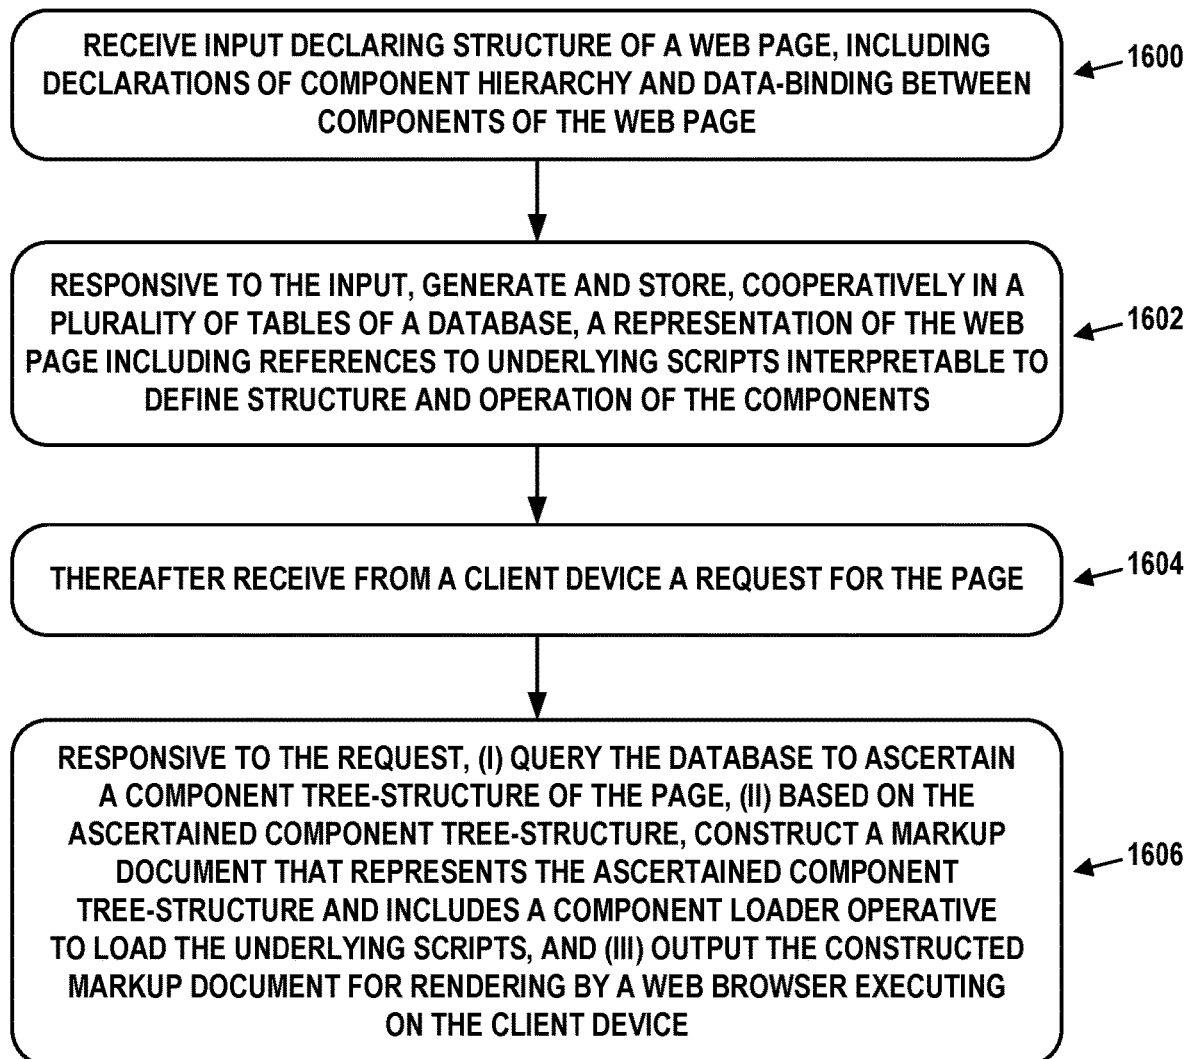 RECEIVE INPUT DECLARING STRUCTURE OF A WEB PAGE, INCLUDING
DECLARATIONS OF COMPONENT HIERARCHY AND DATA-BINDING BETWEEN
COMPONENTS OF THE WEB PAGE
1600
RESPONSIVE TO THE INPUT, GENERATE AND STORE, COOPERATIVELY IN A
PLURALITY OF TABLES OF A DATABASE, A REPRESENTATION OF THE WEB
PAGE INCLUDING REFERENCES TO UNDERLYING SCRIPTS INTERPRETABLE TO
DEFINE STRUCTURE AND OPERATION OF THE COMPONENTS
1602
THEREAFTER RECEIVE FROM A CLIENT DEVICE A REQUEST FOR THE PAGE
1604
RESPONSIVE TO THE REQUEST, (I) QUERY THE DATABASE TO ASCERTAIN
A COMPONENT TREE-STRUCTURE OF THE PAGE, (II) BASED ON THE
ASCERTAINED COMPONENT TREE-STRUCTURE, CONSTRUCT A MARKUP
DOCUMENT THAT REPRESENTS THE ASCERTAINED COMPONENT
TREE-STRUCTURE AND INCLUDES A COMPONENT LOADER OPERATIVE
TO LOAD THE UNDERLYING SCRIPTS, AND (III) OUTPUT THE CONSTRUCTED
MARKUP DOCUMENT FOR RENDERING BY A WEB BROWSER EXECUTING
ON THE CLIENT DEVICE
1606